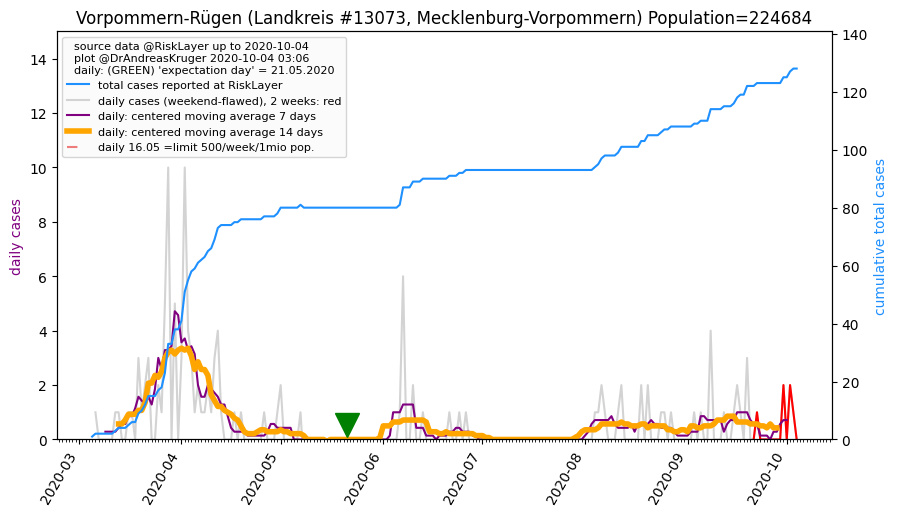 Vorpommern-Rügen (Landkreis #13073, Mecklenburg-Vorpommern) Population=224684
source data @RiskLayer up to 2020-10-04
plot @DrAndreasKruger 2020-10-04 03:06
daily: (GREEN) 'expectation day' = 21.05.2020
total cases reported at RiskLayer
daily cases (weekend-flawed), 2 weeks: red
daily: centered moving average 7 days
daily: centered moving average 14 days
daily 16.05 =limit 500/week/1mio pop.
daily cases
14
12
10
8
6
4
2
0
cumulative total cases
140
120
100
80
60
40
20
0
2020-03
2020-04
2020-05
2020-06
2020-07
2020-08
2020-09
2020-10